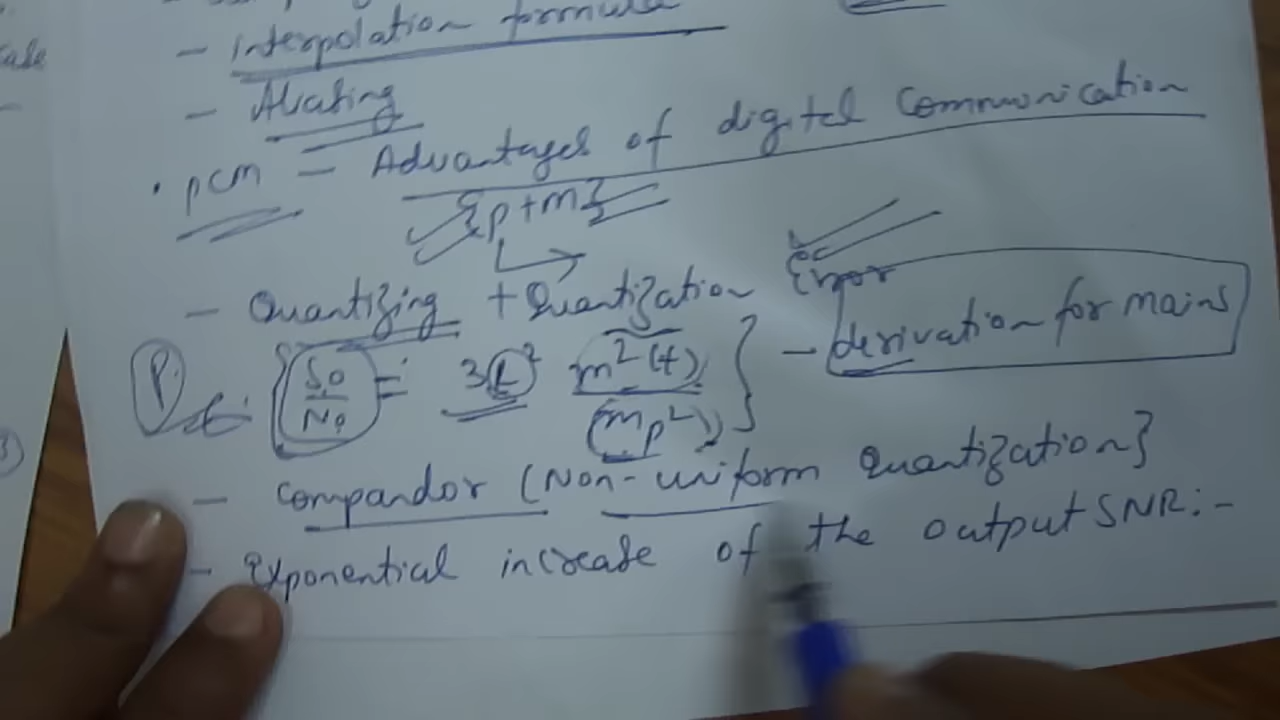 - interpolation formula
- Aliasing
• pcm = Advantages of digital Communication
{p+m}
- Quantizing + Quantization Error
P. { So/No = 3L² m²(t)/(mp²) } - derivation for mains
- compandor (Non-uniform Quantization}
- Exponential increase of the output SNR:-